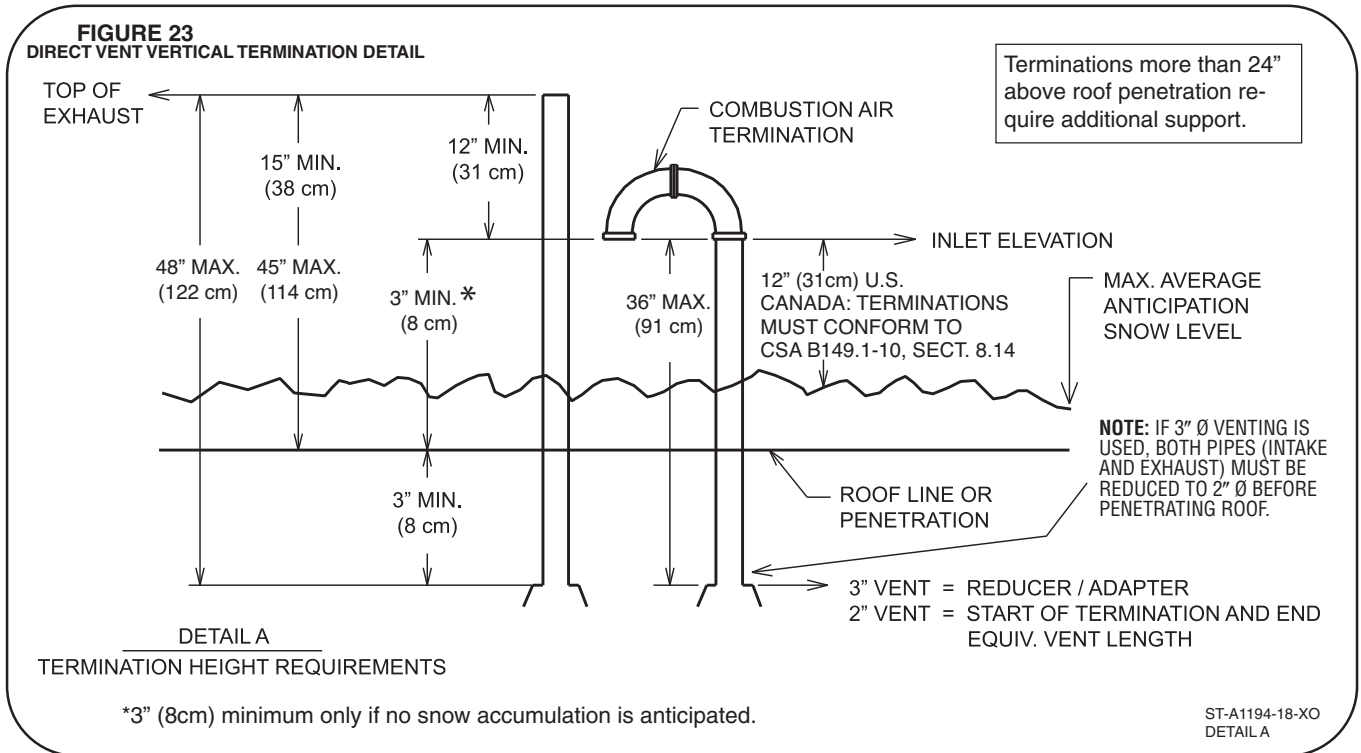 FIGURE 23
DIRECT VENT VERTICAL TERMINATION DETAIL
Terminations more than 24”
above roof penetration re-
quire additional support.
TOP OF
EXHAUST
COMBUSTION AIR
TERMINATION
12” MIN.
(31 cm)
15” MIN.
(38 cm)
INLET ELEVATION
48” MAX.
(122 cm)
45” MAX.
(114 cm)
3” MIN.*
(8 cm)
36” MAX.
(91 cm)
12” (31cm) U.S.
CANADA: TERMINATIONS
MUST CONFORM TO
CSA B149.1-10, SECT. 8.14
MAX. AVERAGE
ANTICIPATION
SNOW LEVEL
NOTE: IF 3″ Ø VENTING IS
USED, BOTH PIPES (INTAKE
AND EXHAUST) MUST BE
REDUCED TO 2″ Ø BEFORE
PENETRATING ROOF.
3” MIN.
(8 cm)
ROOF LINE OR
PENETRATION
3” VENT = REDUCER / ADAPTER
2” VENT = START OF TERMINATION AND END
EQUIV. VENT LENGTH
DETAIL A
TERMINATION HEIGHT REQUIREMENTS
*3” (8cm) minimum only if no snow accumulation is anticipated.
ST-A1194-18-XO
DETAIL A